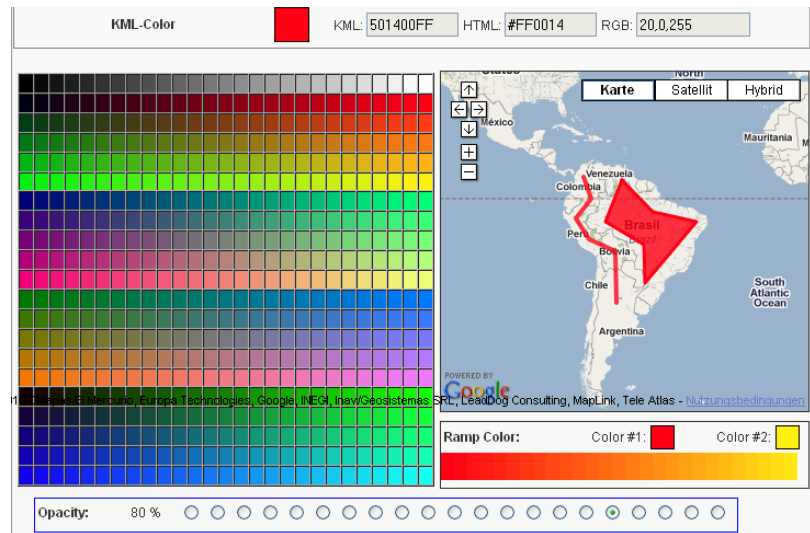 KML-Color KML: 501400FF HTML: #FF0014 RGB: 20,0,255
North
Karte Satellit Hybrid
México
Mauritania
Venezuela
Colombia
Brasil
Brazil
Perú
Bolivia
Chile
South
Atlantic
Ocean
Argentina
POWERED BY
Google
Mercurio, Europa Technologies, Google, INEGI, Inav/Geosistemas SRL, LeadDog Consulting, MapLink, Tele Atlas - Nutzungsbedingungen
Ramp Color: Color #1: Color #2:
Opacity: 80 %